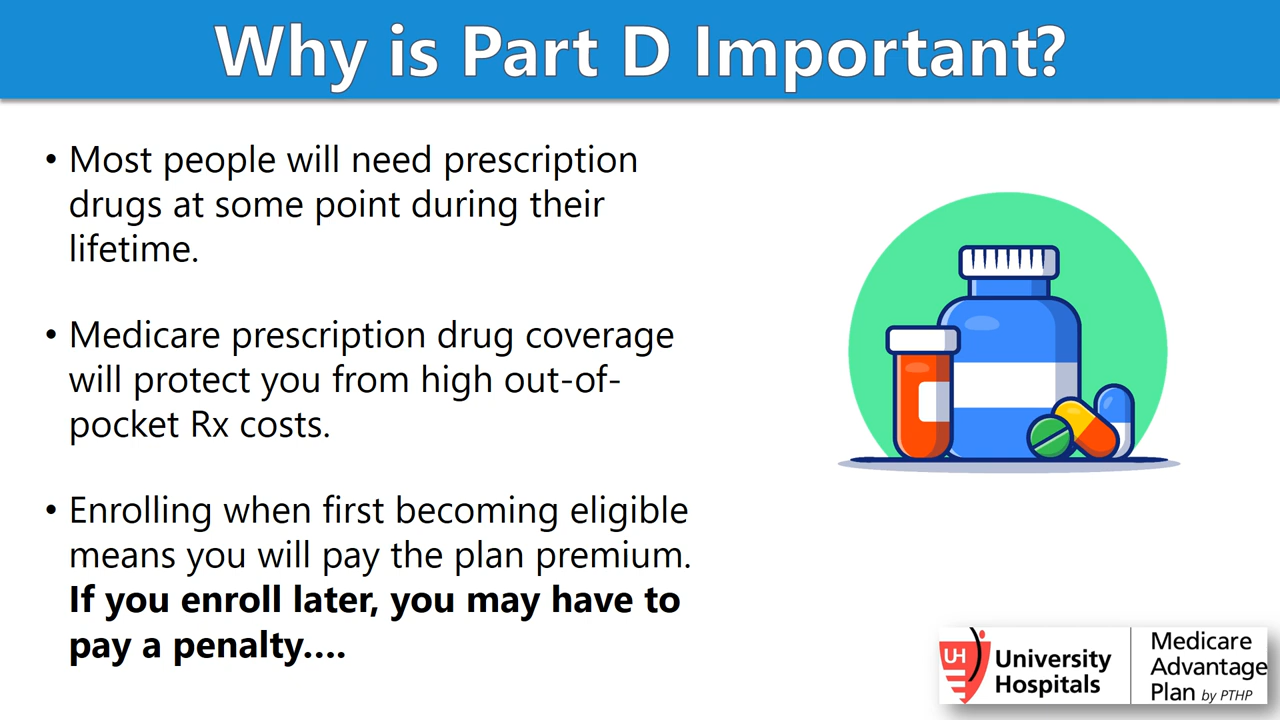 Why is Part D Important?
• Most people will need prescription
drugs at some point during their
lifetime.
• Medicare prescription drug coverage
will protect you from high out-of-
pocket Rx costs.
• Enrolling when first becoming eligible
means you will pay the plan premium.
If you enroll later, you may have to
pay a penalty....
UH
University
Hospitals
Medicare
Advantage
Plan by PTHP